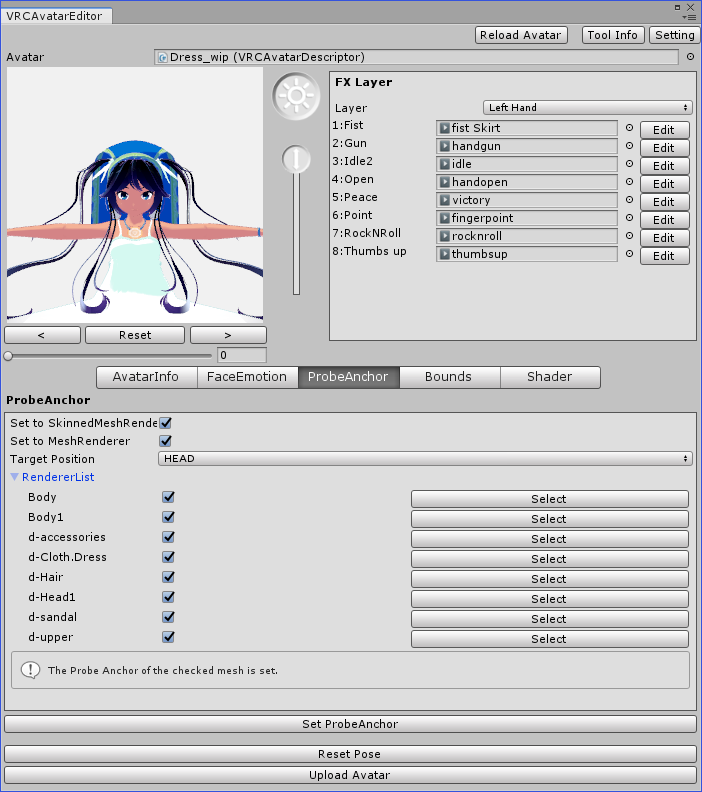 VRCAvatarEditor
Reload Avatar Tool Info Setting
Avatar Dress_wip (VRCAvatarDescriptor)
FX Layer
Layer Left Hand
1:Fist fist Skirt Edit
2:Gun handgun Edit
3:Idle2 idle Edit
4:Open handopen Edit
5:Peace victory Edit
6:Point fingerpoint Edit
7:RockNRoll rocknroll Edit
8:Thumbs up thumbsup Edit
< Reset >
0
AvatarInfo FaceEmotion ProbeAnchor Bounds Shader
ProbeAnchor
Set to SkinnedMeshRende
Set to MeshRenderer
Target Position HEAD
RendererList
Body Select
Body1 Select
d-accessories Select
d-Cloth.Dress Select
d-Hair Select
d-Head1 Select
d-sandal Select
d-upper Select
The Probe Anchor of the checked mesh is set.
Set ProbeAnchor
Reset Pose
Upload Avatar